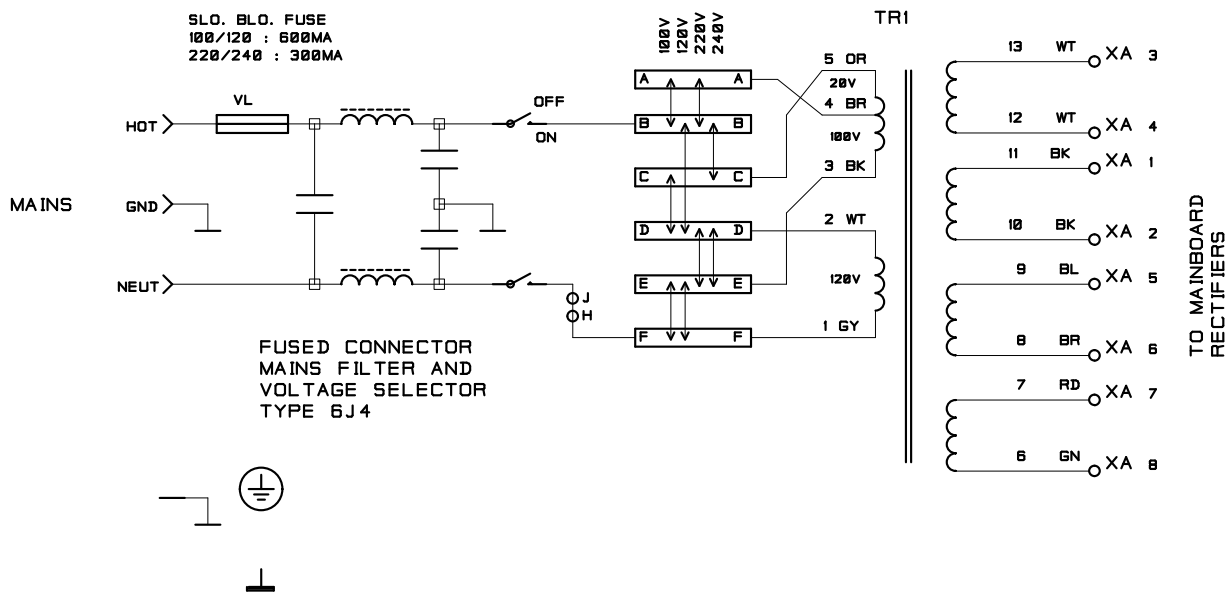 SLO. BLO. FUSE
100/120 : 600MA
220/240 : 300MA
100V
120V
220V
240V
TR1
VL
HOT
OFF
ON
MAINS
GND
NEUT
J
H
FUSED CONNECTOR
MAINS FILTER AND
VOLTAGE SELECTOR
TYPE 6J4
A A
B B
C C
D D
E E
F F
5 OR
20V
4 BR
100V
3 BK
2 WT
120V
1 GY
13 WT XA 3
12 WT XA 4
11 BK XA 1
10 BK XA 2
9 BL XA 5
8 BR XA 6
7 RD XA 7
6 GN XA 8
TO MAINBOARD
RECTIFIERS